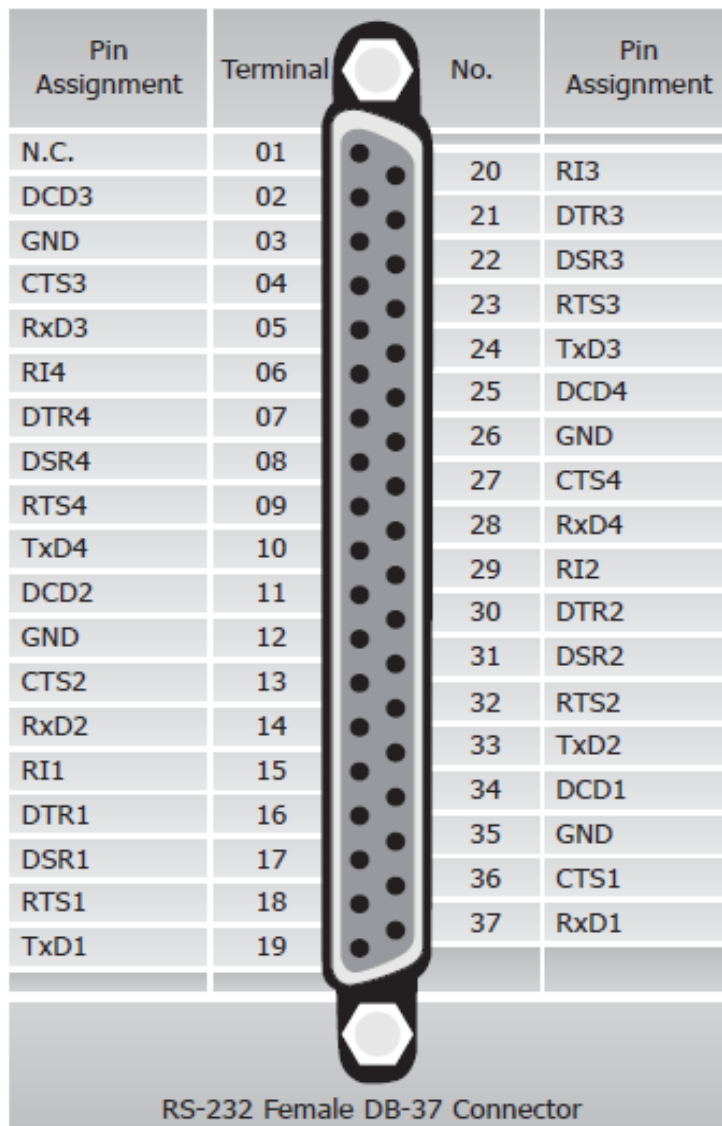 Pin Assignment Terminal No. Pin Assignment
N.C. 01
20 RI3
DCD3 02
21 DTR3
GND 03
22 DSR3
CTS3 04
23 RTS3
RxD3 05
24 TxD3
RI4 06
25 DCD4
DTR4 07
26 GND
DSR4 08
27 CTS4
RTS4 09
28 RxD4
TxD4 10
29 RI2
DCD2 11
30 DTR2
GND 12
31 DSR2
CTS2 13
32 RTS2
RxD2 14
33 TxD2
RI1 15
34 DCD1
DTR1 16
35 GND
DSR1 17
36 CTS1
RTS1 18
37 RxD1
TxD1 19
RS-232 Female DB-37 Connector